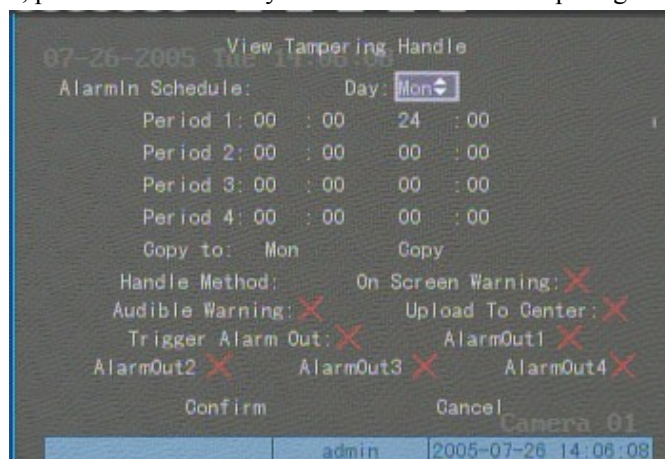 View Tampering Handle
07-26-2005 Tue 14:06:08
AlarmIn Schedule: Day: Mon
Period 1: 00 : 00 24 : 00
Period 2: 00 : 00 00 : 00
Period 3: 00 : 00 00 : 00
Period 4: 00 : 00 00 : 00
Copy to: Mon Copy
Handle Method: On Screen Warning:
Audible Warning: Upload To Center:
Trigger Alarm Out: AlarmOut1
AlarmOut2 AlarmOut3 AlarmOut4
Confirm Cancel
Camera 01
admin 2005-07-26 14:06:08